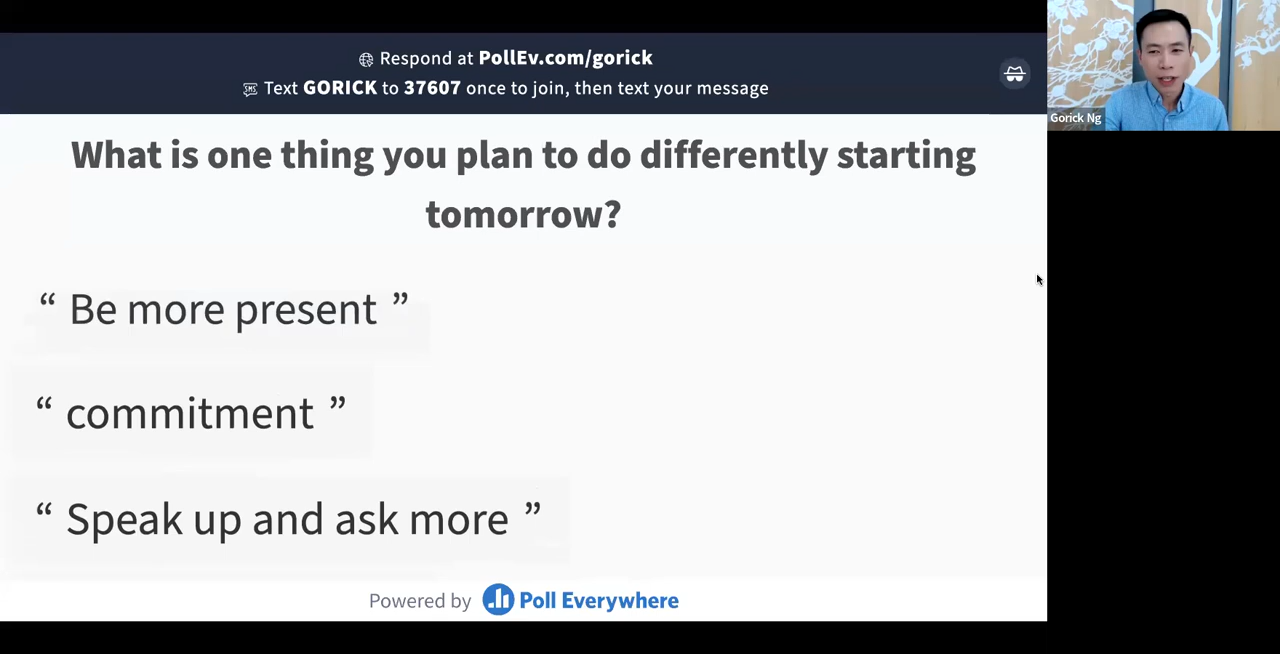 Respond at PollEv.com/gorick
Text GORICK to 37607 once to join, then text your message
Gorick Ng
What is one thing you plan to do differently starting
tomorrow?
“ Be more present ”
“ commitment ”
“ Speak up and ask more ”
Powered by Poll Everywhere